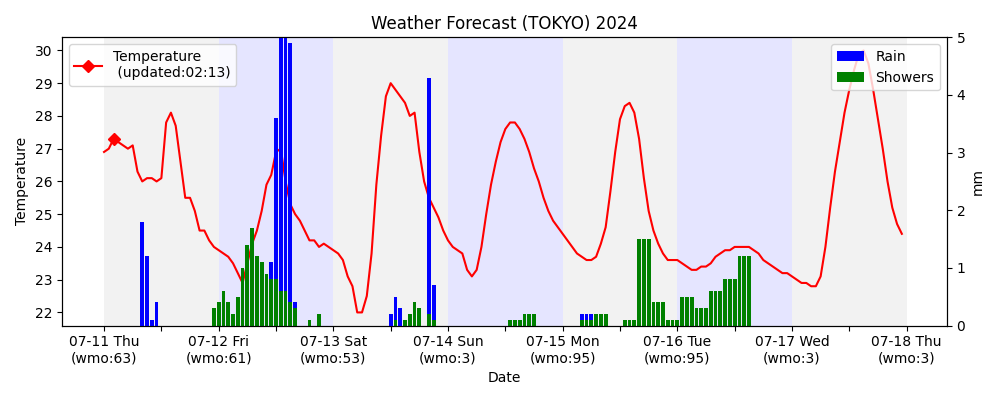 Weather Forecast (TOKYO) 2024
Temperature
(updated:02:13)
Rain
Showers
Temperature
30
29
28
27
26
25
24
23
22
5
4
3
2
1
0
mm
07-11 Thu
(wmo:63)
07-12 Fri
(wmo:61)
07-13 Sat
(wmo:53)
07-14 Sun
(wmo:3)
07-15 Mon
(wmo:95)
07-16 Tue
(wmo:95)
07-17 Wed
(wmo:3)
07-18 Thu
(wmo:3)
Date